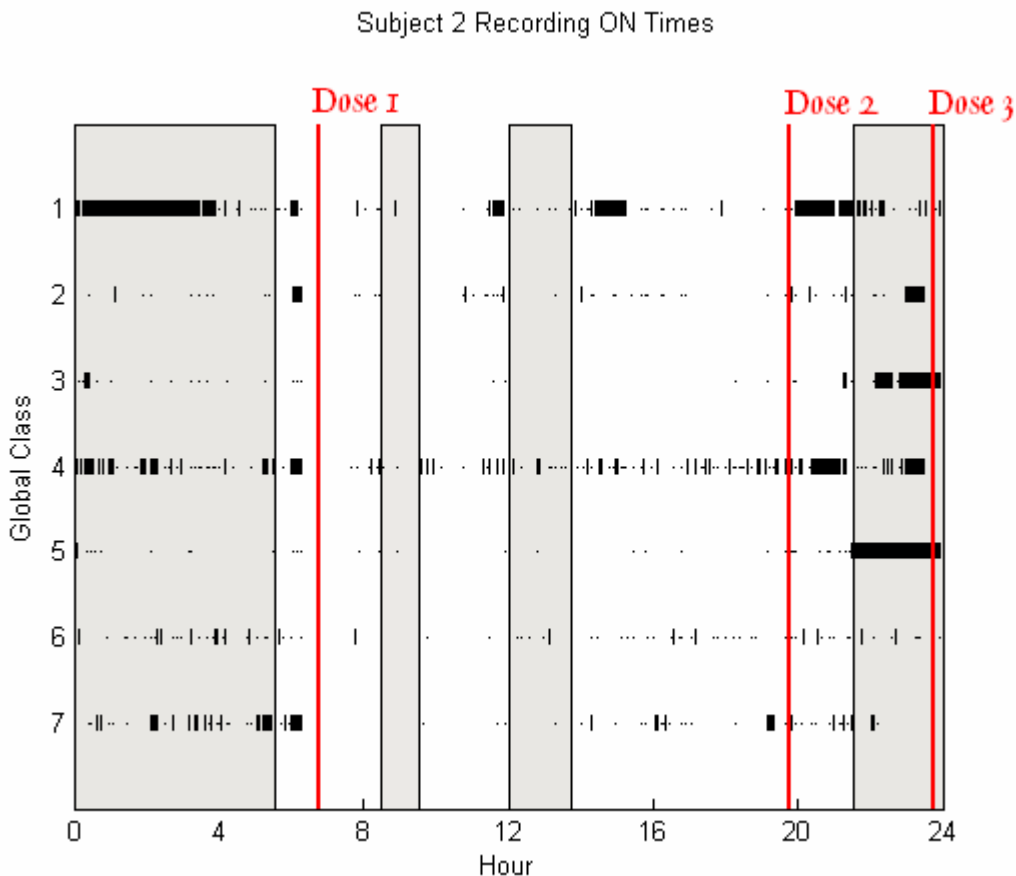 Subject 2 Recording ON Times
Dose 1
Dose 2
Dose 3
Global Class
1
2
3
4
5
6
7
0 4 8 12 16 20 24
Hour